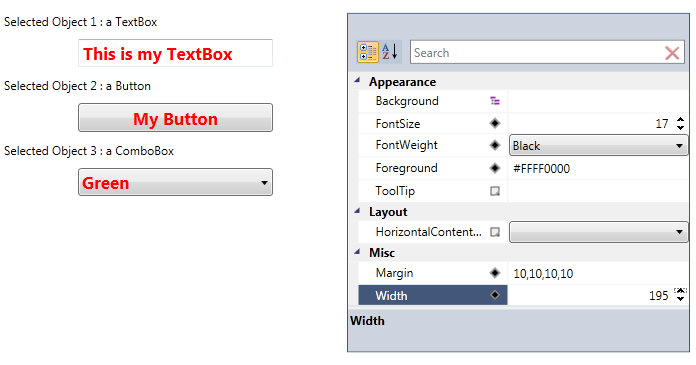 Selected Object 1 : a TextBox
This is my TextBox
Selected Object 2 : a Button
My Button
Selected Object 3 : a ComboBox
Green
A
Z
Search
Appearance
Background
FontSize 17
FontWeight Black
Foreground #FFFF0000
ToolTip
Layout
HorizontalContent...
Misc
Margin 10,10,10,10
Width 195
Width